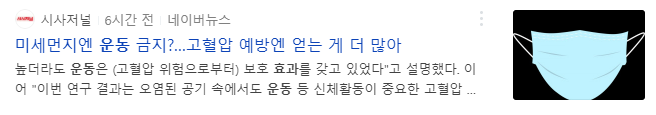 시사저널 6시간 전 네이버뉴스
미세먼지엔 운동 금지?...고혈압 예방엔 얻는 게 더 많아
높더라도 운동은 (고혈압 위험으로부터) 보호 효과를 갖고 있었다"고 설명했다. 이
어 "이번 연구 결과는 오염된 공기 속에서도 운동 등 신체활동이 중요한 고혈압 ...